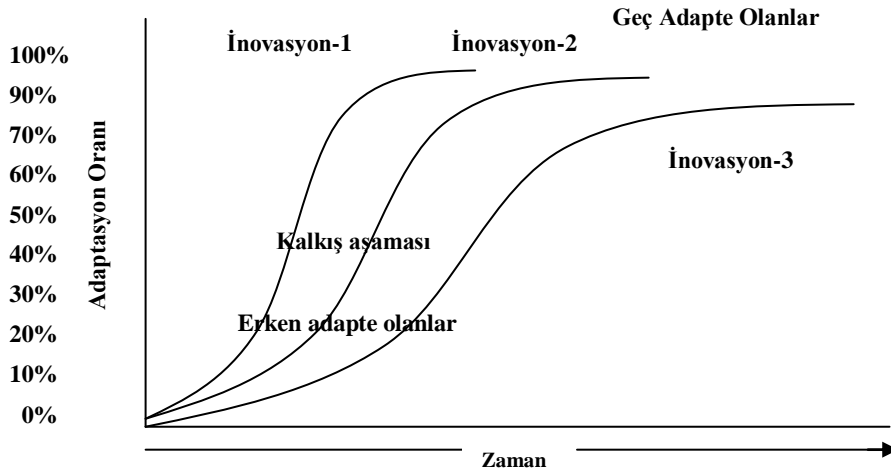 Geç Adapte Olanlar
İnovasyon-1
İnovasyon-2
100%
90%
70%
60%
50%
40%
30%
20%
10%
0%
Adaptasyon Oranı
İnovasyon-3
Kalkış aşaması
Erken adapte olanlar
Zaman